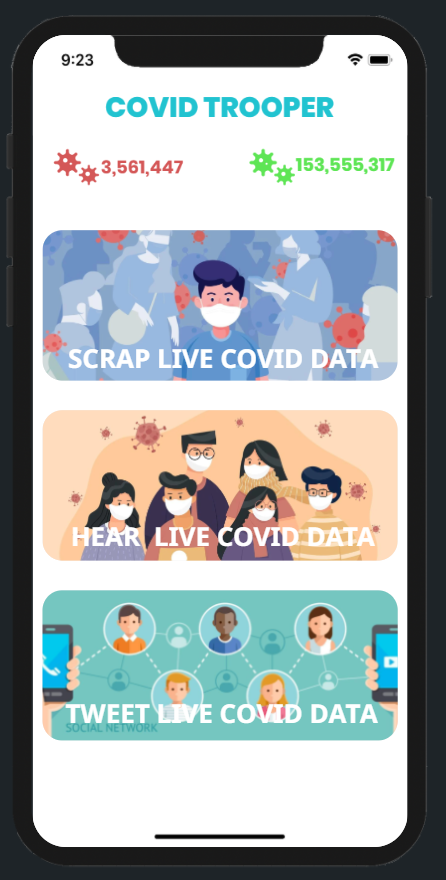 9:23
COVID TROOPER
3,561,447
153,555,317
SCRAP LIVE COVID DATA
HEAR LIVE COVID DATA
TWEET LIVE COVID DATA
SOCIAL NETWORK